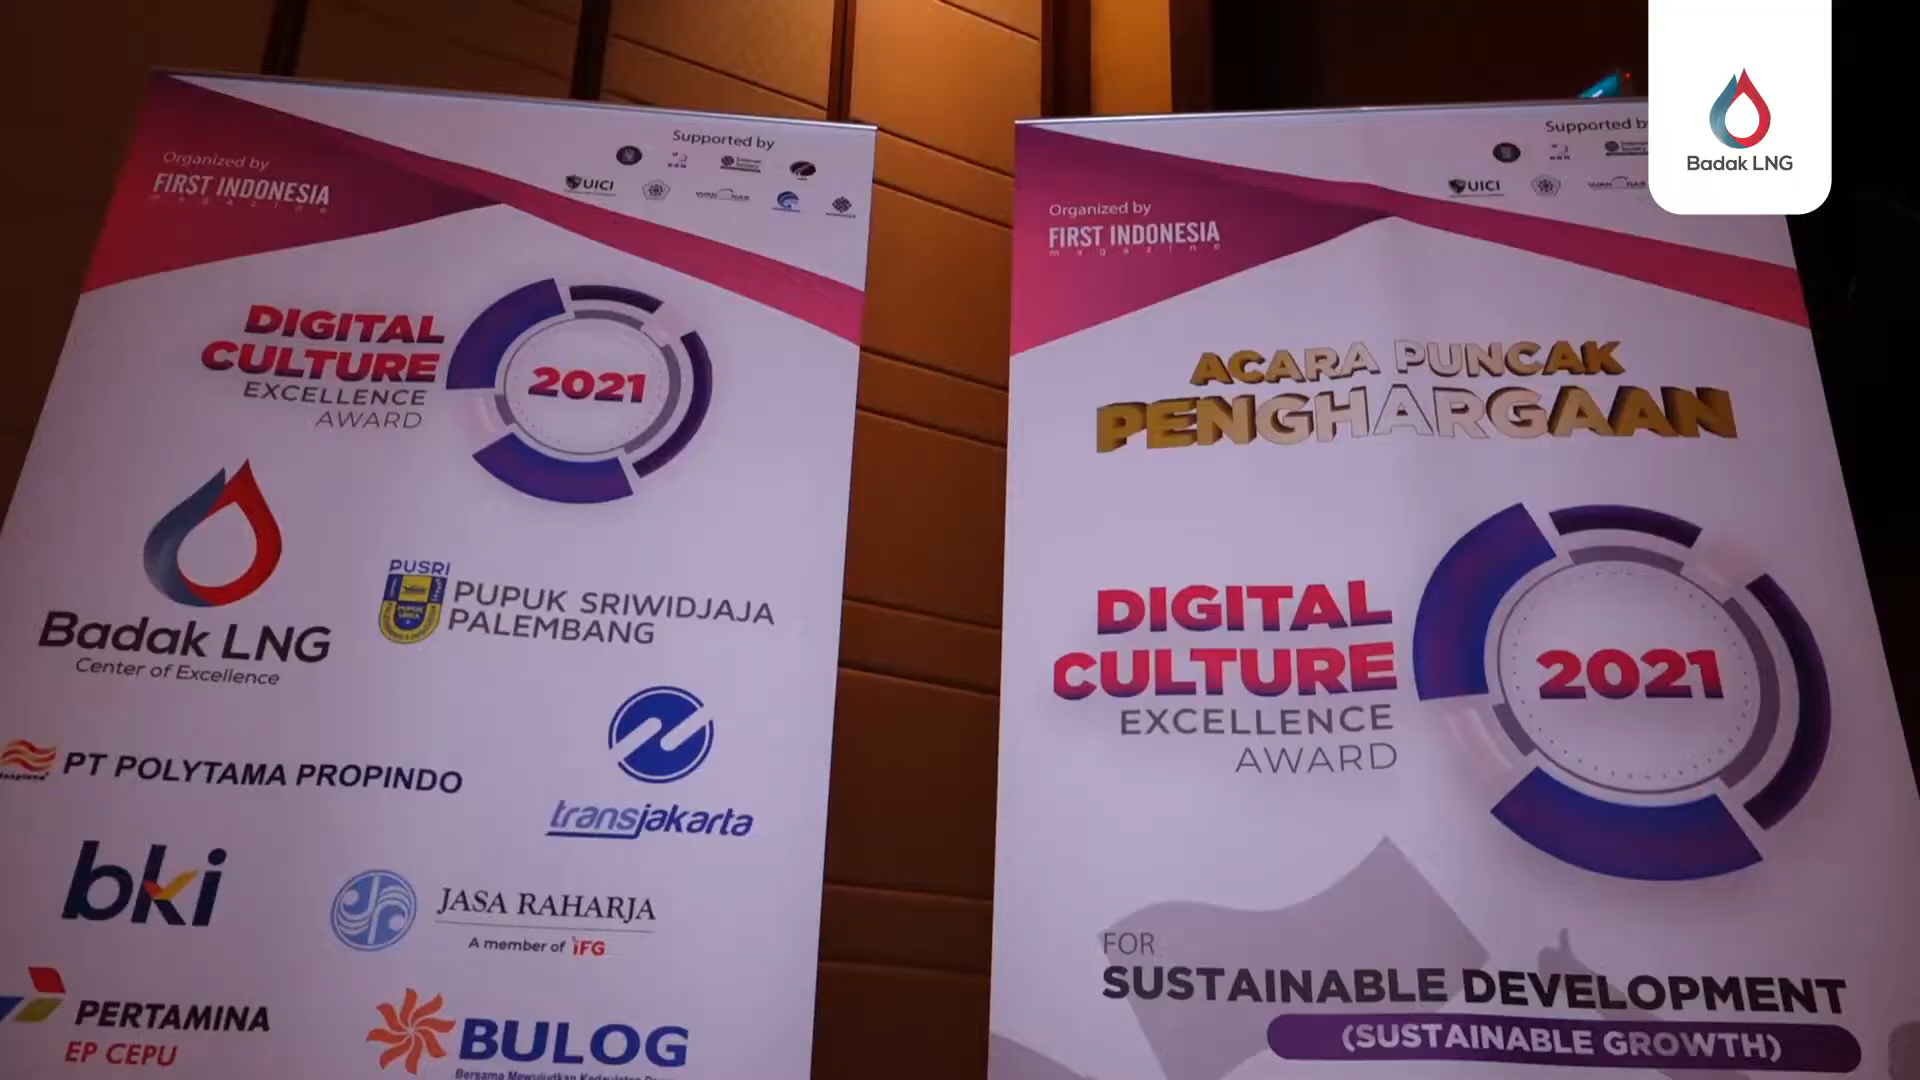 Organized by
FIRST INDONESIA
magazine
Supported by
UICI
DIGITAL
CULTURE
EXCELLENCE
AWARD
2021
Badak LNG
Center of Excellence
PUSRI
PUPUK SRIWIDJAJA
PALEMBANG
PT POLYTAMA PROPINDO
transjakarta
bki
JASA RAHARJA
A member of IFG
PERTAMINA
EP CEPU
BULOG
Organized by
FIRST INDONESIA
magazine
Supported
UICI
ACARA PUNCAK
PENGHARGAAN
DIGITAL
CULTURE
EXCELLENCE
AWARD
2021
FOR
SUSTAINABLE DEVELOPMENT
(SUSTAINABLE GROWTH)
Badak LNG